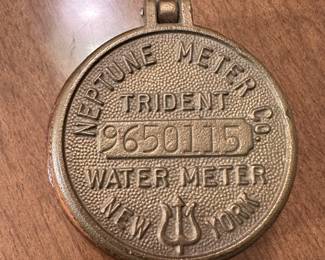 NEPTUNE METER CO.
TRIDENT
9650115
WATER METER
NEW YORK